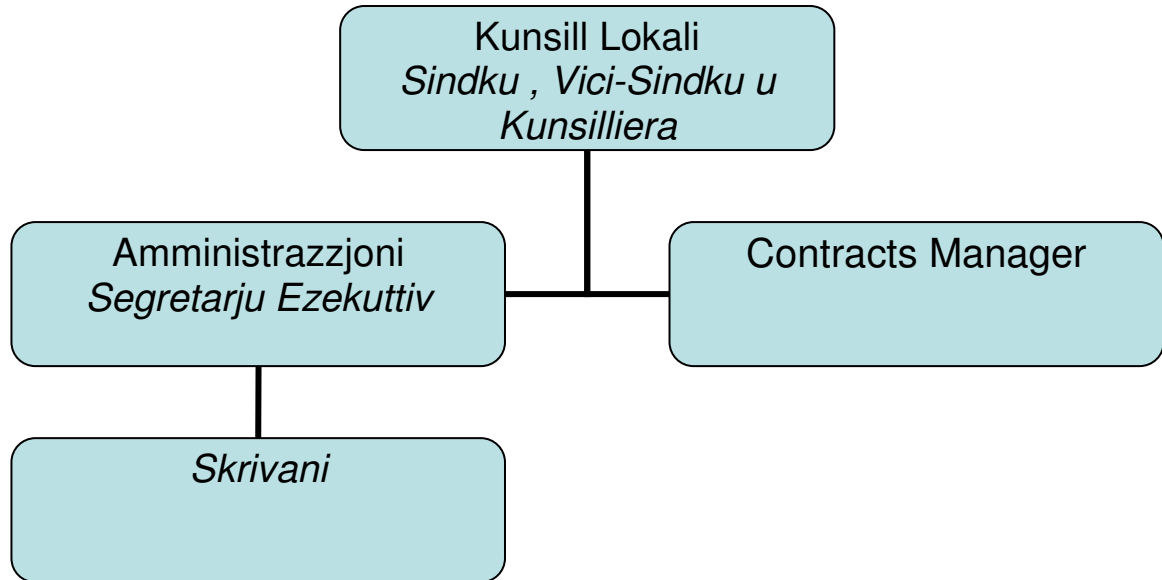 Kunsill Lokali
Sindku , Vici-Sindku u
Kunsilliera
Amministrazzjoni
Segretarju Ezekuttiv
Contracts Manager
Skrivani